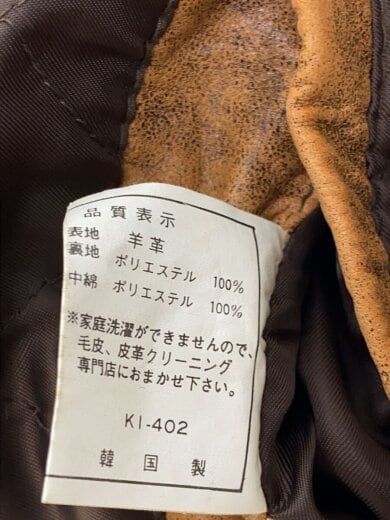 品質表示
表地 羊革
裏地 ポリエステル 100%
中綿 ポリエステル 100%
※家庭洗濯ができませんので、
毛皮、皮革クリーニング
専門店におまかせ下さい。
KI-402
韓国製